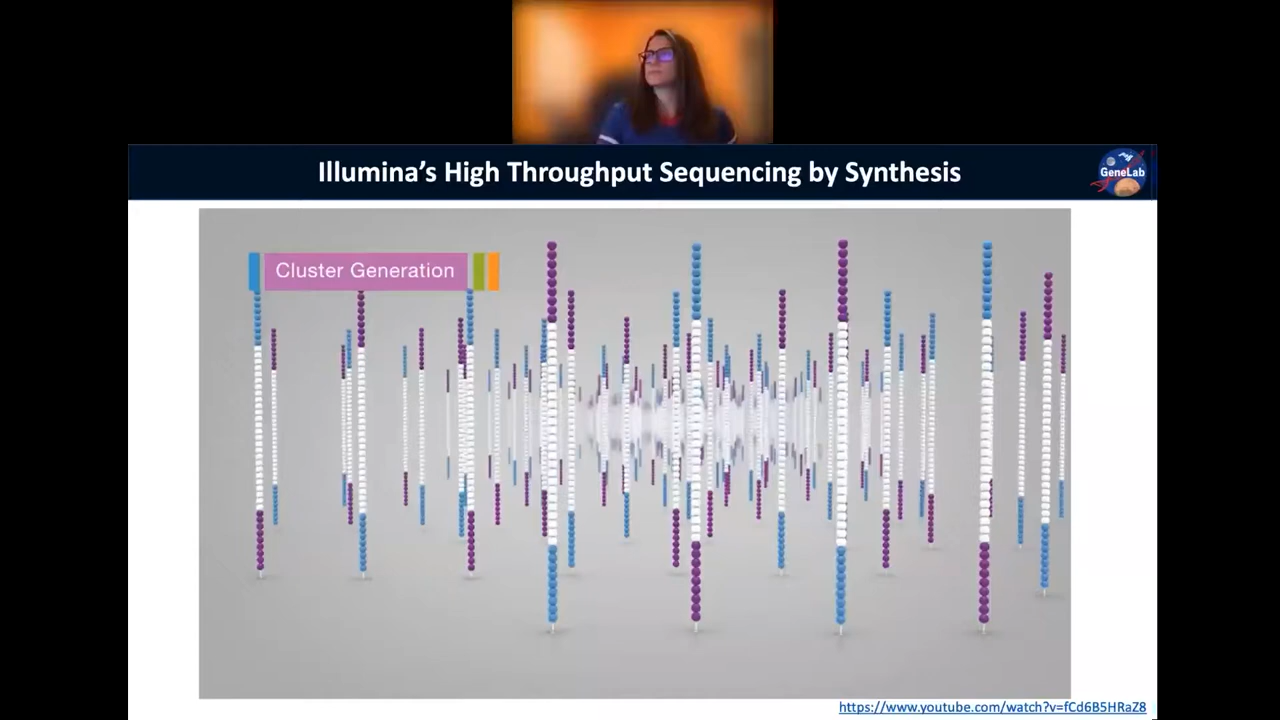 Illumina's High Throughput Sequencing by Synthesis
GeneLab
Cluster Generation
https://www.youtube.com/watch?v=fCd6B5HRaZ8